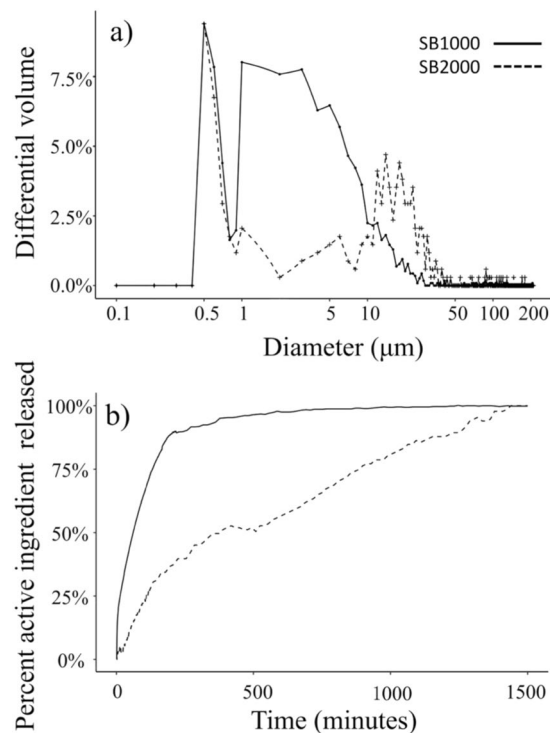 a)
SB1000
SB2000
Differential volume
7.5%
5.0%
2.5%
0.0%
0.1 0.5 1 5 10 50 100 200
Diameter (μm)
b)
Percent active ingredient released
100%
75%
50%
25%
0%
0 500 1000 1500
Time (minutes)